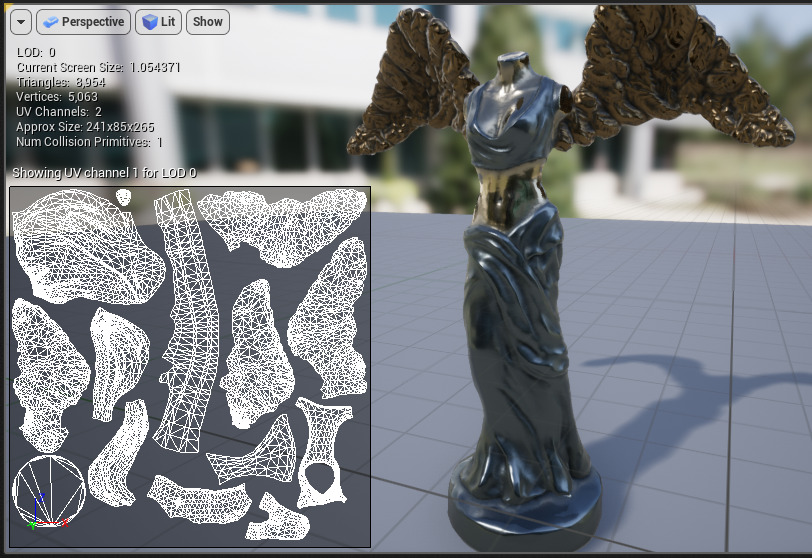 Perspective Lit Show
LOD: 0
Current Screen Size: 1.054371
Triangles: 8,954
Vertices: 5,063
UV Channels: 2
Approx Size: 241x85x265
Num Collision Primitives: 1
Showing UV channel 1 for LOD 0